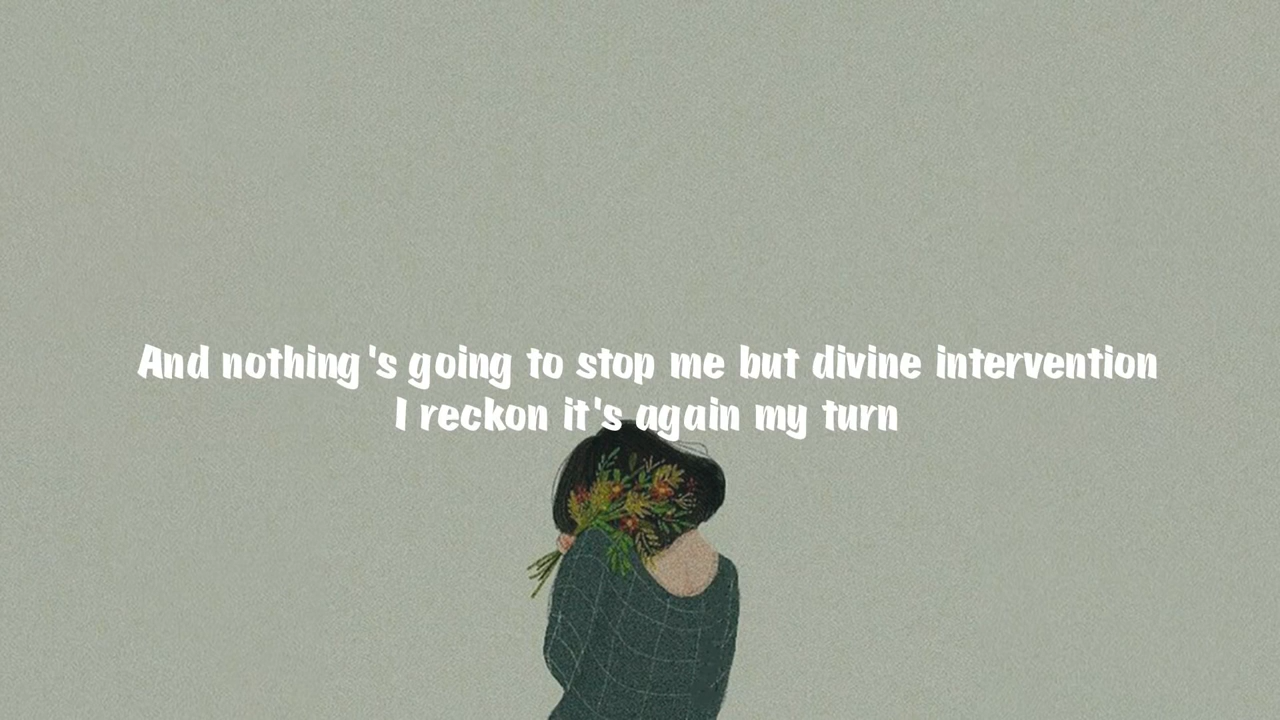 And nothing's going to stop me but divine intervention
I reckon it's again my turn